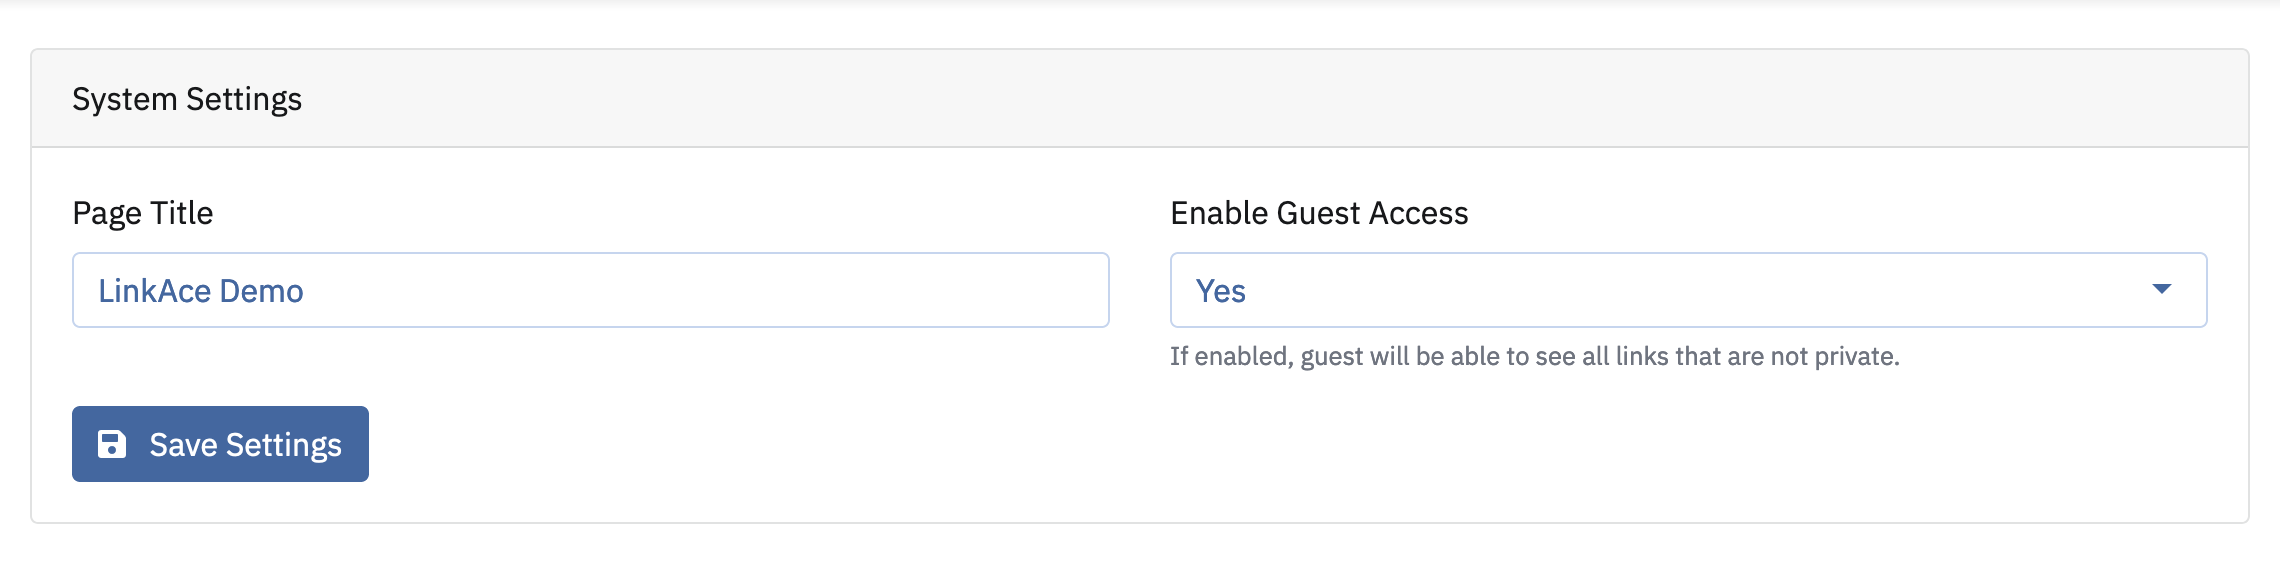 System Settings
Page Title
LinkAce Demo
Enable Guest Access
Yes
If enabled, guest will be able to see all links that are not private.
Save Settings